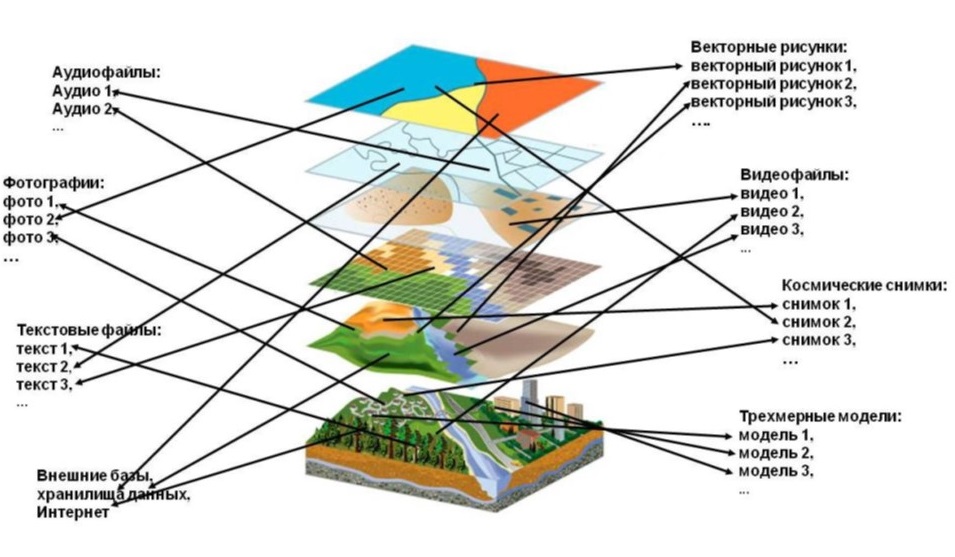 Аудиофайлы:
Аудио 1,
Аудио 2,
...
Фотографии:
фото 1,
фото 2,
фото 3,
...
Текстовые файлы:
текст 1,
текст 2,
текст 3,
...
Внешние базы,
хранилища данных,
Интернет
Векторные рисунки:
векторный рисунок 1,
векторный рисунок 2,
векторный рисунок 3,
....
Видеофайлы:
видео 1,
видео 2,
видео 3,
...
Космические снимки:
снимок 1,
снимок 2,
снимок 3,
...
Трехмерные модели:
модель 1,
модель 2,
модель 3,
...